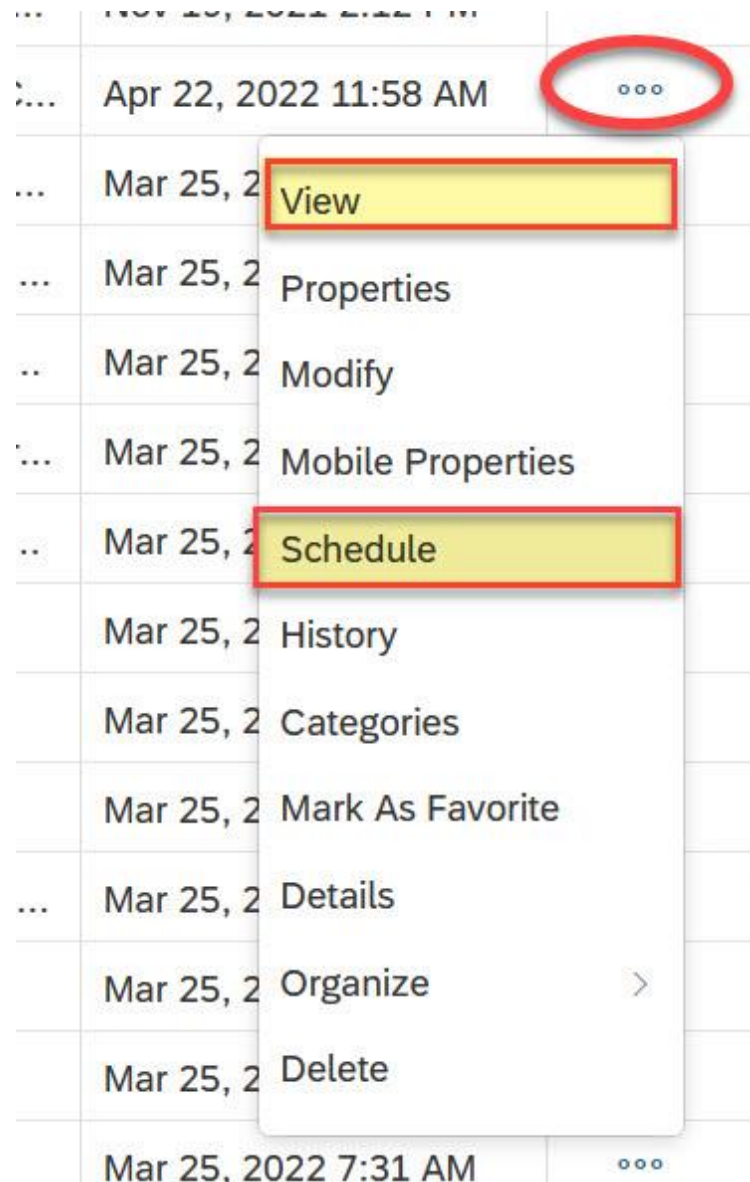 Apr 22, 2022 11:58 AM
Mar 25, 2
View
Mar 25, 2
Properties
Mar 25, 2
Modify
Mar 25, 2
Mobile Properties
Mar 25, 2
Schedule
Mar 25, 2
History
Mar 25, 2
Categories
Mar 25, 2
Mark As Favorite
... Mar 25, 2
Details
Mar 25, 2
Organize
Mar 25, 2
Delete
Mar 25, 2022 7:31 AM